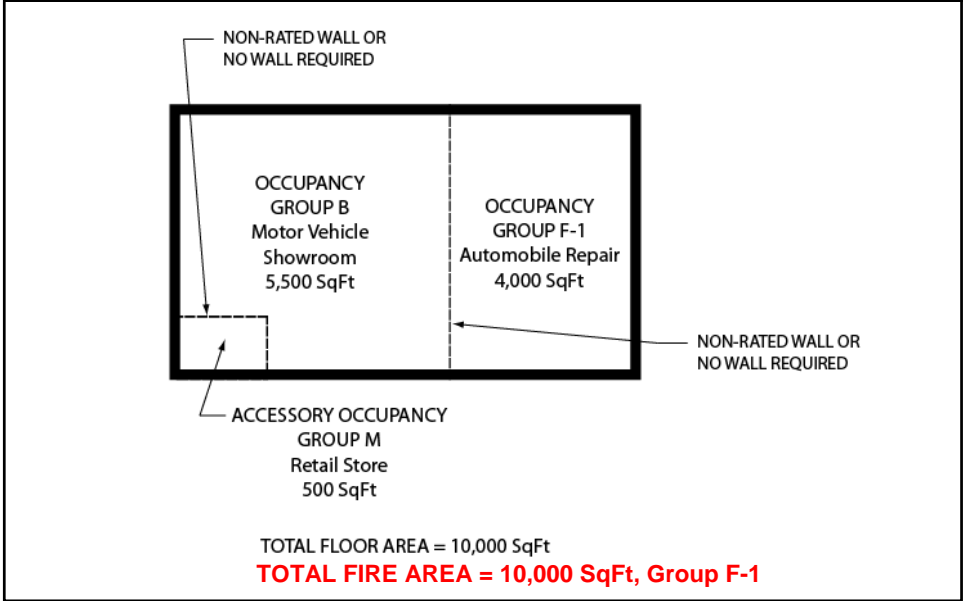 NON-RATED WALL OR
NO WALL REQUIRED
OCCUPANCY
GROUP B
Motor Vehicle
Showroom
5,500 SqFt
OCCUPANCY
GROUP F-1
Automobile Repair
4,000 SqFt
NON-RATED WALL OR
NO WALL REQUIRED
ACCESSORY OCCUPANCY
GROUP M
Retail Store
500 SqFt
TOTAL FLOOR AREA = 10,000 SqFt
TOTAL FIRE AREA = 10,000 SqFt, Group F-1